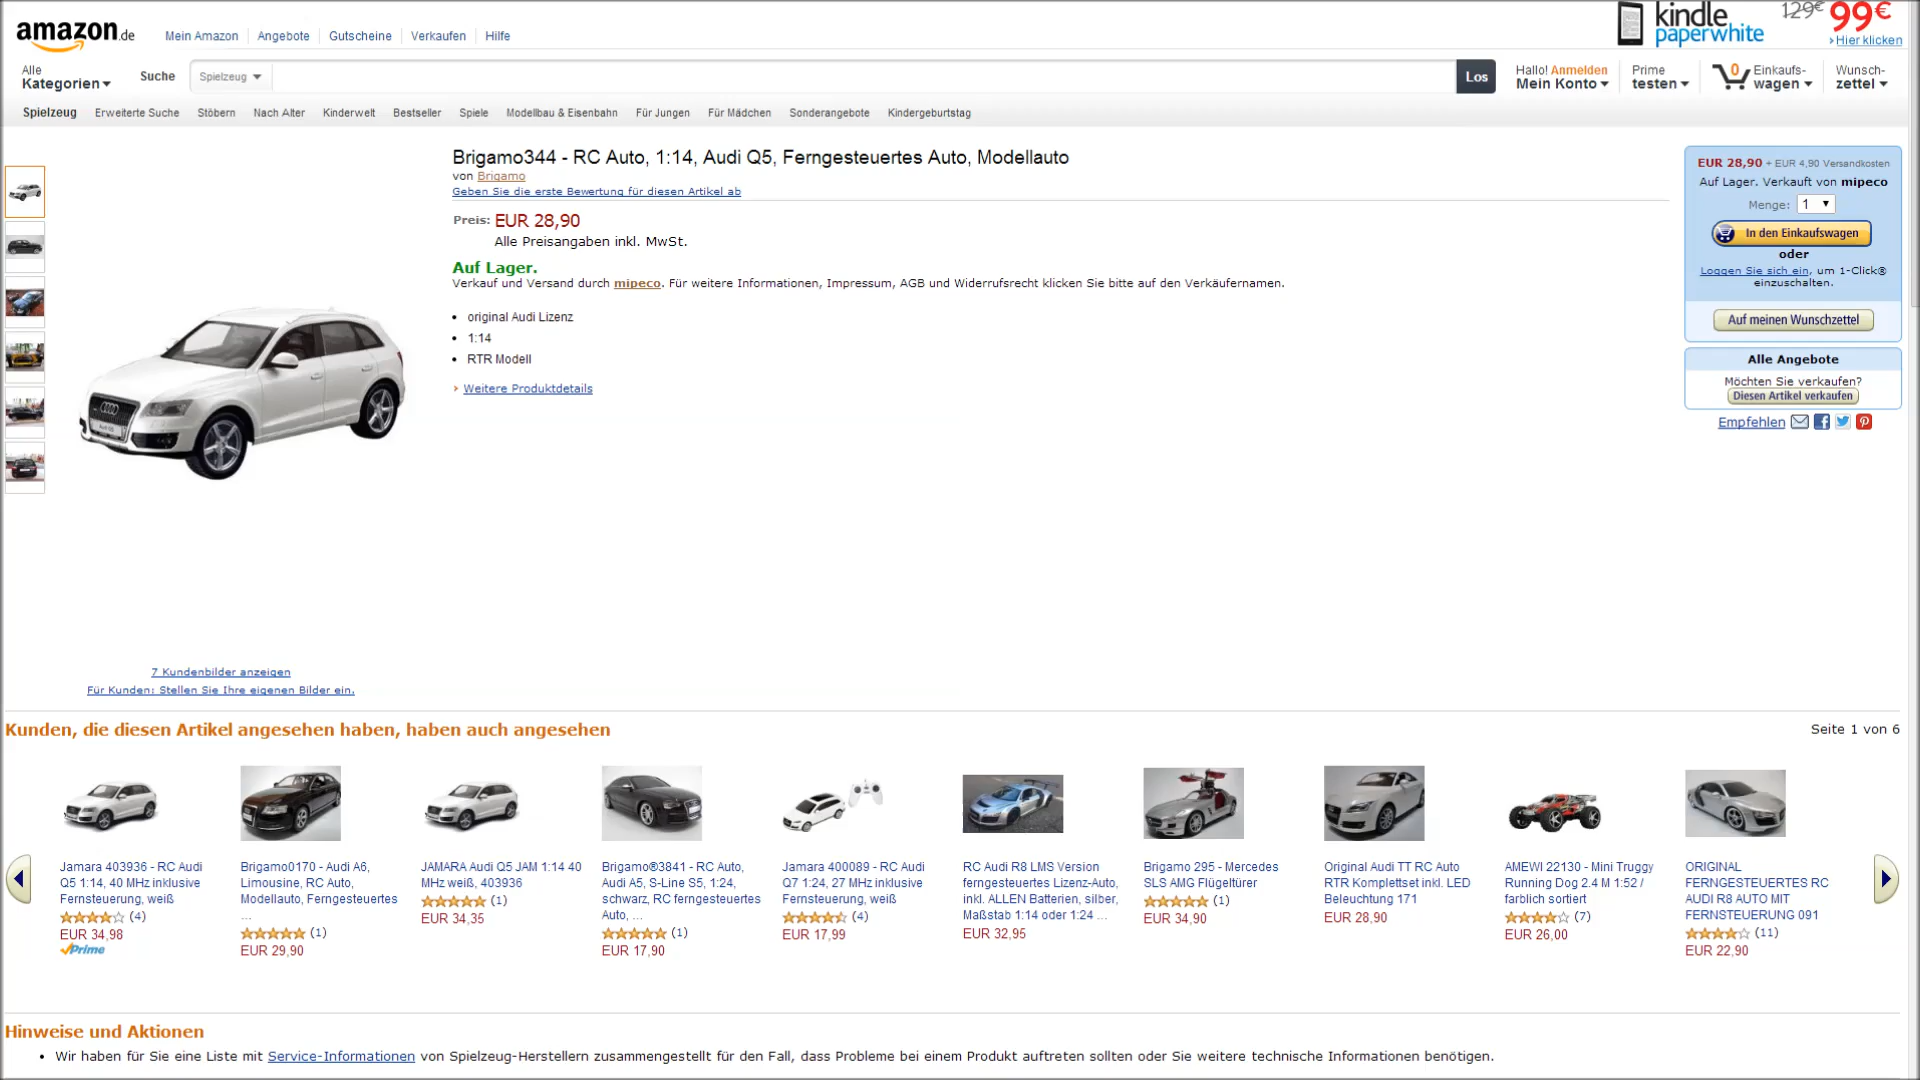 amazon.de
Mein Amazon
Angebote
Gutscheine
Verkaufen
Hilfe
kindle
paperwhite
129€ 99€
Hier klicken
Alle
Kategorien
Suche
Spielzeug
Los
Hallo! Anmelden
Mein Konto
Prime
testen
0
Einkaufs-
wagen
Wunsch-
zettel
Spielzeug
Erweiterte Suche
Stöbern
Nach Alter
Kinderwelt
Bestseller
Spiele
Modellbau & Eisenbahn
Für Jungen
Für Mädchen
Sonderangebote
Kindergeburtstag
Brigamo344 - RC Auto, 1:14, Audi Q5, Ferngesteuertes Auto, Modellauto
von Brigamo
Geben Sie die erste Bewertung für diesen Artikel ab
Preis: EUR 28,90
Alle Preisangaben inkl. MwSt.
Auf Lager.
Verkauf und Versand durch mipeco. Für weitere Informationen, Impressum, AGB und Widerrufsrecht klicken Sie bitte auf den Verkäufernamen.
• original Audi Lizenz
• 1:14
• RTR Modell
Weitere Produktdetails
EUR 28,90 + EUR 4,90 Versandkosten
Auf Lager. Verkauft von mipeco
Menge: 1
In den Einkaufswagen
oder
Loggen Sie sich ein, um 1-Click®
einzuschalten.
Auf meinen Wunschzettel
Alle Angebote
Möchten Sie verkaufen?
Diesen Artikel verkaufen
Empfehlen
7 Kundenbilder anzeigen
Für Kunden: Stellen Sie Ihre eigenen Bilder ein.
Kunden, die diesen Artikel angesehen haben, haben auch angesehen
Seite 1 von 6
Jamara 403936 - RC Audi
Q5 1:14, 40 MHz inklusive
Fernsteuerung, weiß
(4)
EUR 34,98
Prime
Brigamo0170 - Audi A6,
Limousine, RC Auto,
Modellauto, Ferngesteuertes
...
(1)
EUR 29,90
JAMARA Audi Q5 JAM 1:14 40
MHz weiß, 403936
(1)
EUR 34,35
Brigamo®3841 - RC Auto,
Audi A5, S-Line S5, 1:24,
schwarz, RC ferngesteuertes
Auto, ...
(1)
EUR 17,90
Jamara 400089 - RC Audi
Q7 1:24, 27 MHz inklusive
Fernsteuerung, weiß
(4)
EUR 17,99
RC Audi R8 LMS Version
ferngesteuertes Lizenz-Auto,
inkl. ALLEN Batterien, silber,
Maßstab 1:14 oder 1:24 ...
EUR 32,95
Brigamo 295 - Mercedes
SLS AMG Flügeltürer
(1)
EUR 34,90
Original Audi TT RC Auto
RTR Komplettset inkl. LED
Beleuchtung 171
EUR 28,90
AMEWI 22130 - Mini Truggy
Running Dog 2.4 M 1:52 /
farblich sortiert
(7)
EUR 26,00
ORIGINAL
FERNGESTEUERTES RC
AUDI R8 AUTO MIT
FERNSTEUERUNG 091
(11)
EUR 22,90
Hinweise und Aktionen
• Wir haben für Sie eine Liste mit Service-Informationen von Spielzeug-Herstellern zusammengestellt für den Fall, dass Probleme bei einem Produkt auftreten sollten oder Sie weitere technische Informationen benötigen.